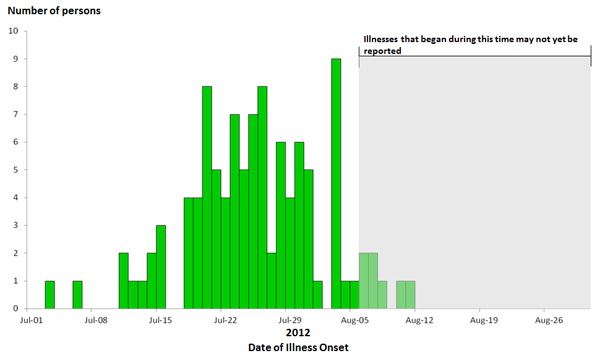 Number of persons
Illnesses that began during this time may not yet be
reported
10
9
8
7
6
5
4
3
2
1
0
Jul-01 Jul-08 Jul-15 Jul-22 Jul-29 Aug-05 Aug-12 Aug-19 Aug-26
2012
Date of Illness Onset